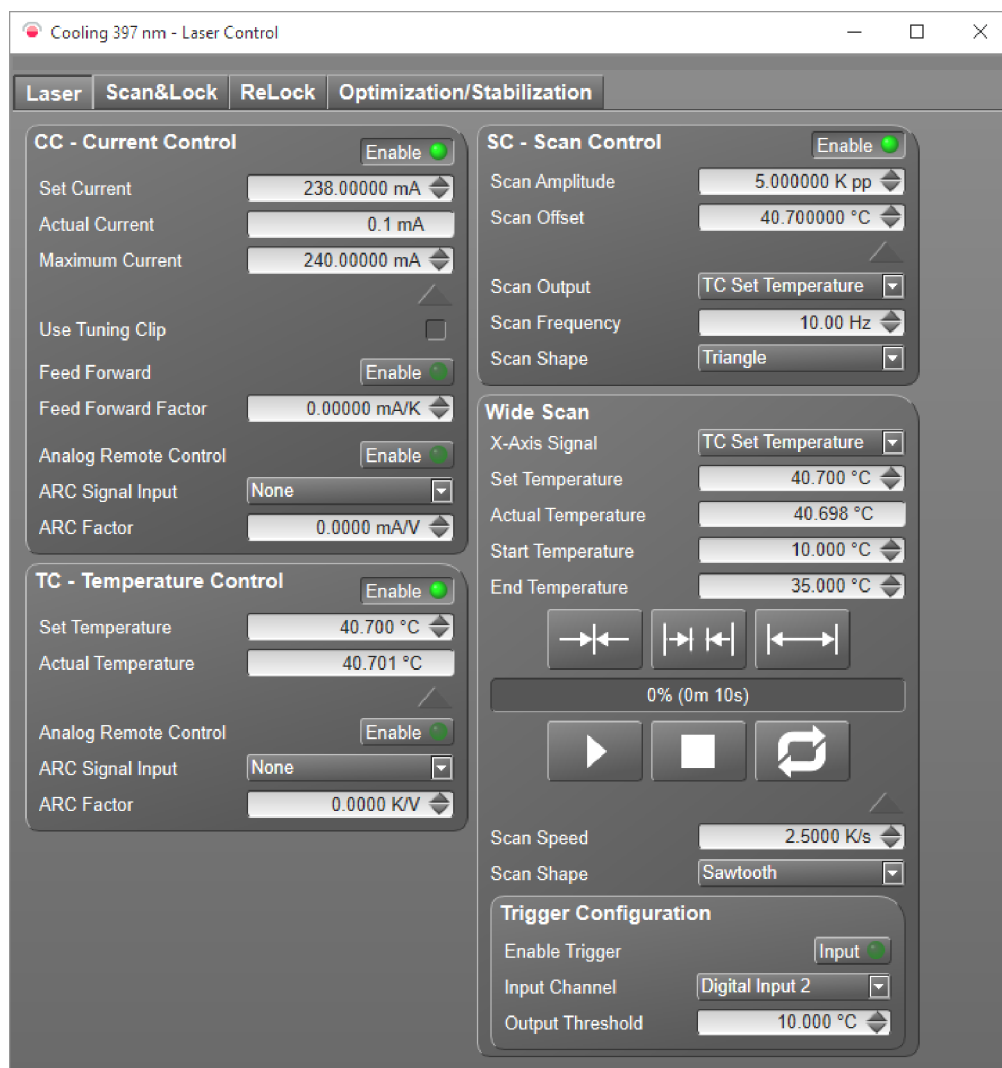 Cooling 397 nm - Laser Control
Laser Scan&Lock ReLock Optimization/Stabilization
CC - Current Control
Enable
Set Current 238.00000 mA
Actual Current 0.1 mA
Maximum Current 240.00000 mA
Use Tuning Clip
Feed Forward Enable
Feed Forward Factor 0.00000 mA/K
Analog Remote Control Enable
ARC Signal Input None
ARC Factor 0.0000 mA/V
TC - Temperature Control
Enable
Set Temperature 40.700 °C
Actual Temperature 40.701 °C
Analog Remote Control Enable
ARC Signal Input None
ARC Factor 0.0000 K/V
SC - Scan Control
Enable
Scan Amplitude 5.000000 K pp
Scan Offset 40.700000 °C
Scan Output TC Set Temperature
Scan Frequency 10.00 Hz
Scan Shape Triangle
Wide Scan
X-Axis Signal TC Set Temperature
Set Temperature 40.700 °C
Actual Temperature 40.698 °C
Start Temperature 10.000 °C
End Temperature 35.000 °C
0% (0m 10s)
Scan Speed 2.5000 K/s
Scan Shape Sawtooth
Trigger Configuration
Enable Trigger Input
Input Channel Digital Input 2
Output Threshold 10.000 °C